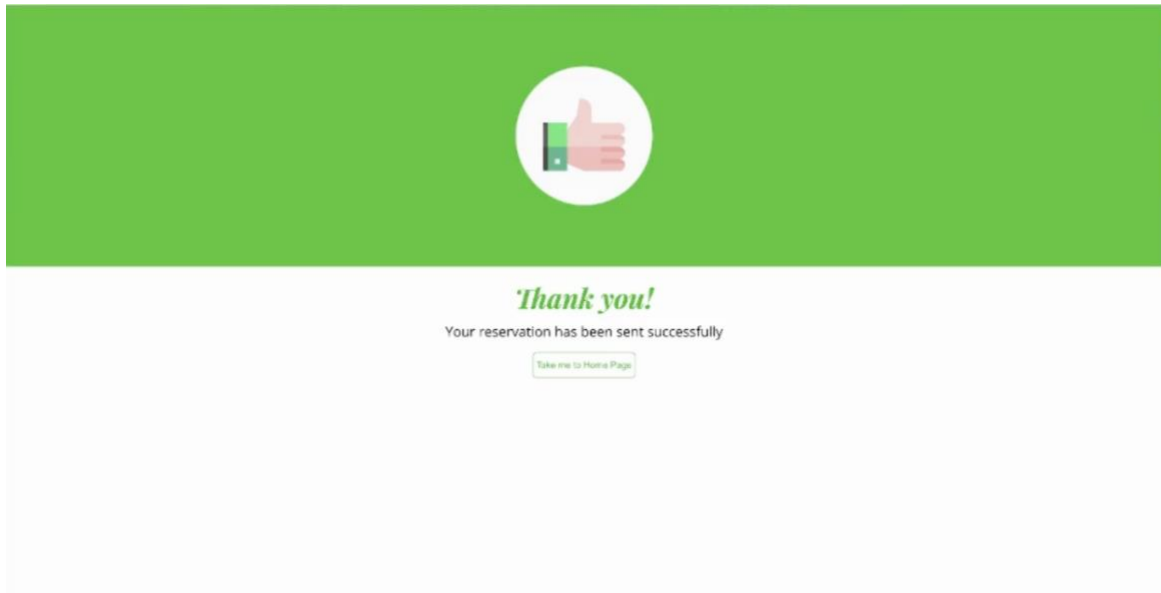 Thank you!
Your reservation has been sent successfully
Take me to Home Page